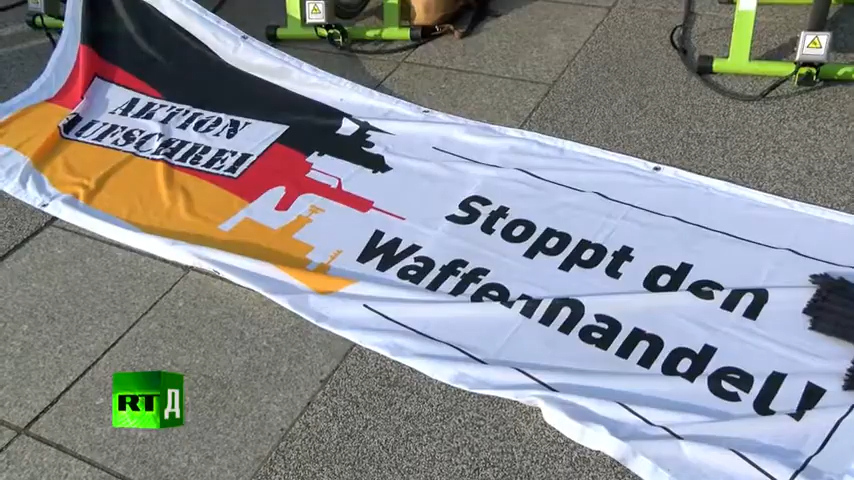 AKTION
AUFSCHREI
Stoppt den
Waffenhandel!
RT Д